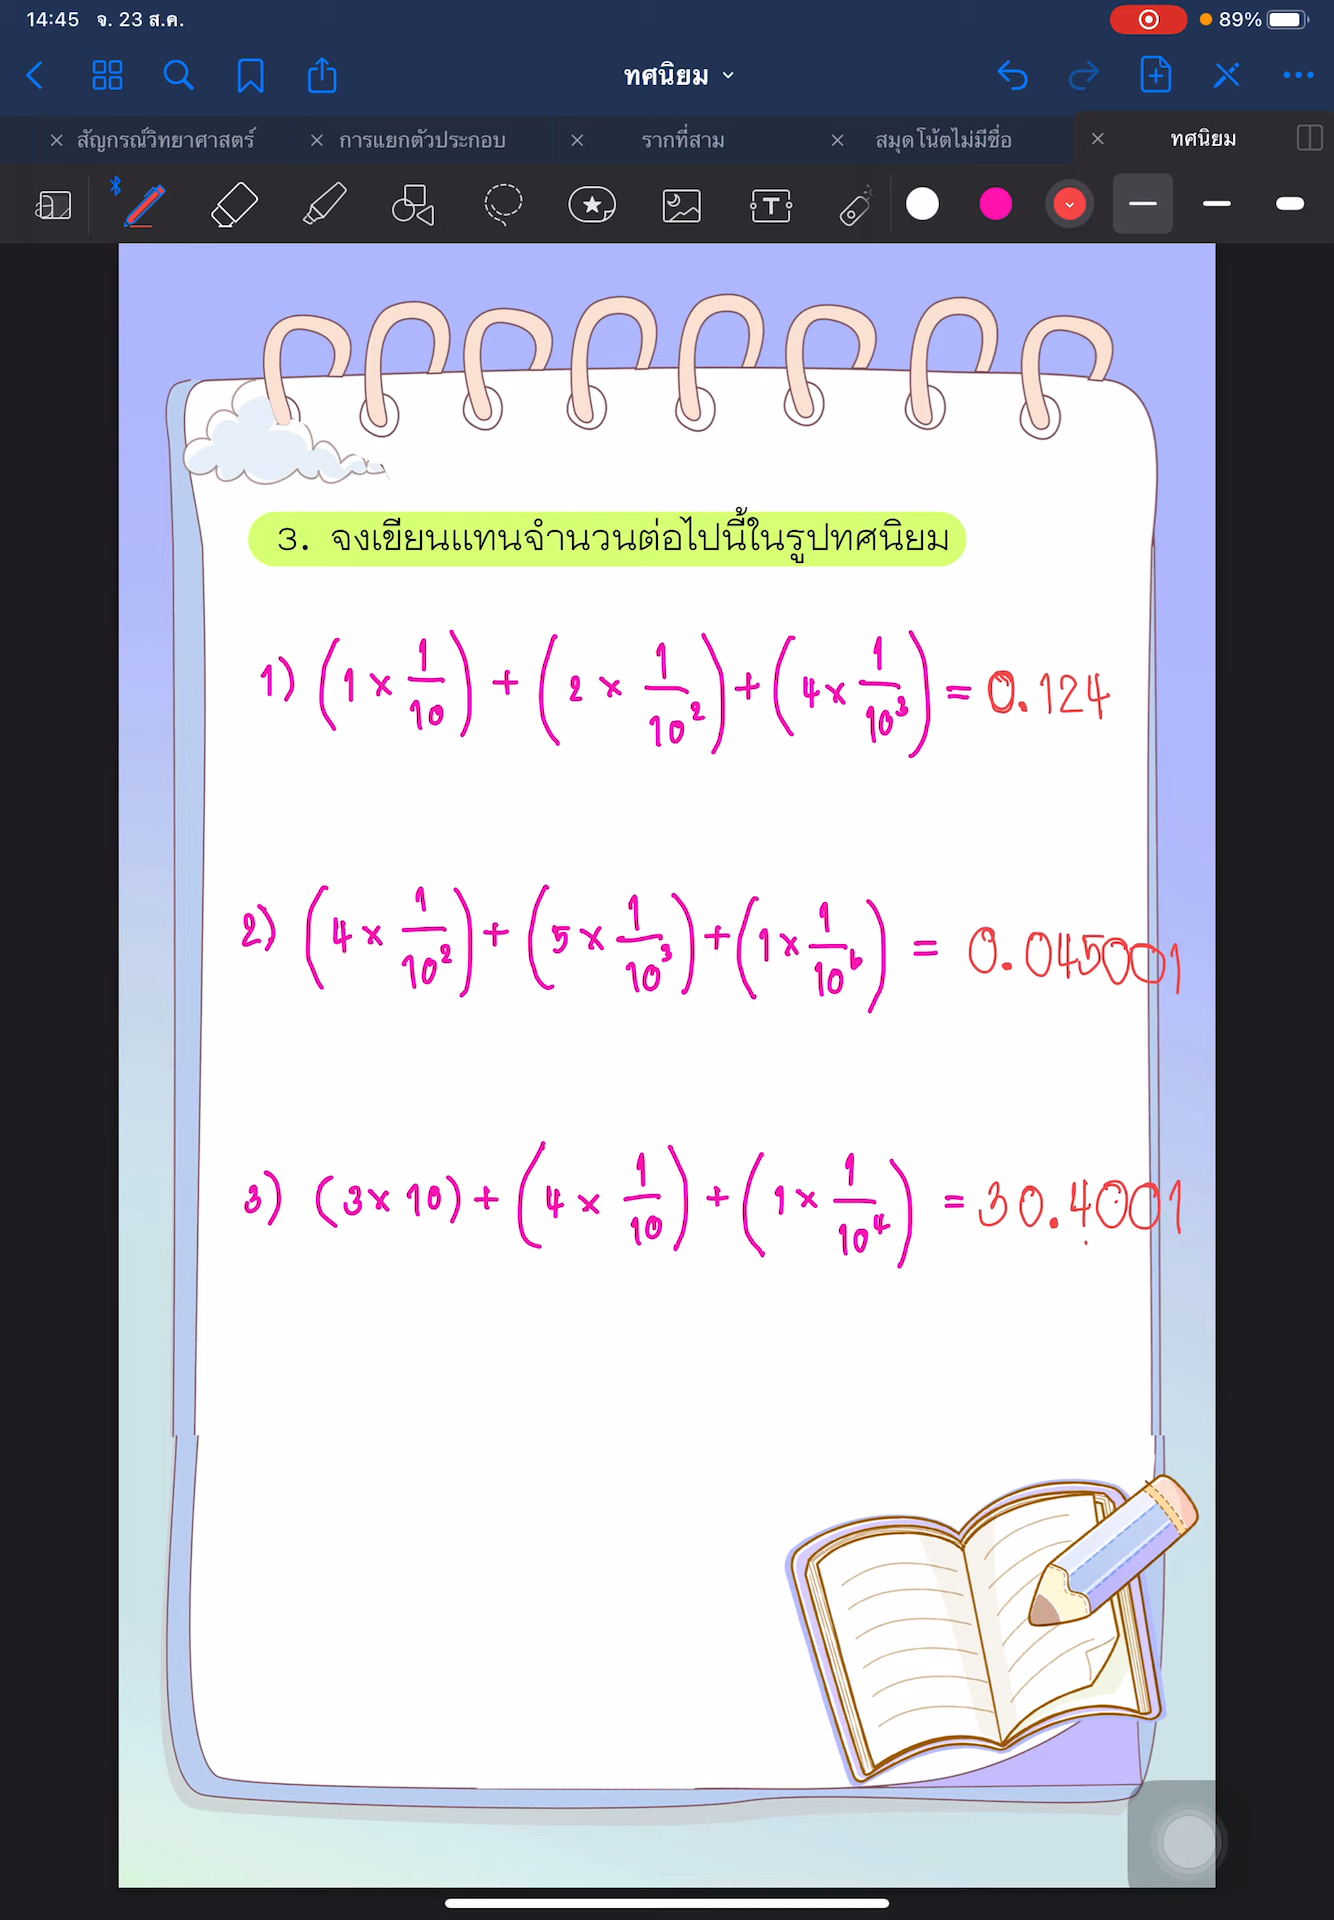 14:45 จ. 23 ส.ค. 89%
ทศนิยม
สัญกรณ์วิทยาศาสตร์ การแยกตัวประกอบ รากที่สาม สมุดโน้ตไม่มีชื่อ ทศนิยม
3. จงเขียนแทนจำนวนต่อไปนี้ในรูปทศนิยม
1) (1 × 1/10) + (2 × 1/10²) + (4 × 1/10³) = 0.124
2) (4 × 1/10²) + (5 × 1/10³) + (1 × 1/10⁶) = 0.045001
3) (3 × 10) + (4 × 1/10) + (1 × 1/10⁴) = 30.4001